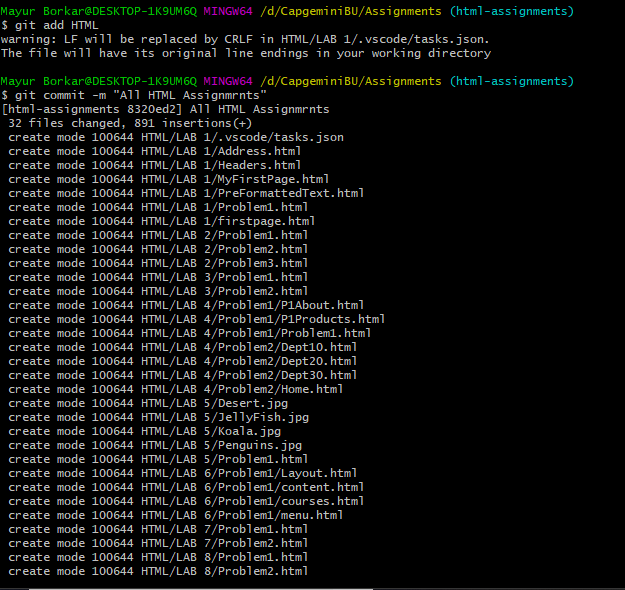 Mayur Borkar@DESKTOP-1K9UM6Q MINGW64 /d/CapgeminiBU/Assignments (html-assignments)
$ git add HTML
warning: LF will be replaced by CRLF in HTML/LAB 1/.vscode/tasks.json.
The file will have its original line endings in your working directory
Mayur Borkar@DESKTOP-1K9UM6Q MINGW64 /d/CapgeminiBU/Assignments (html-assignments)
$ git commit -m "All HTML Assignmrnts"
[html-assignments 8320ed2] All HTML Assignmrnts
32 files changed, 891 insertions(+)
create mode 100644 HTML/LAB 1/.vscode/tasks.json
create mode 100644 HTML/LAB 1/Address.html
create mode 100644 HTML/LAB 1/Headers.html
create mode 100644 HTML/LAB 1/MyFirstPage.html
create mode 100644 HTML/LAB 1/PreFormattedText.html
create mode 100644 HTML/LAB 1/Problem1.html
create mode 100644 HTML/LAB 1/firstpage.html
create mode 100644 HTML/LAB 2/Problem1.html
create mode 100644 HTML/LAB 2/Problem2.html
create mode 100644 HTML/LAB 2/Problem3.html
create mode 100644 HTML/LAB 3/Problem1.html
create mode 100644 HTML/LAB 3/Problem2.html
create mode 100644 HTML/LAB 4/Problem1/P1About.html
create mode 100644 HTML/LAB 4/Problem1/P1Products.html
create mode 100644 HTML/LAB 4/Problem1/Problem1.html
create mode 100644 HTML/LAB 4/Problem2/Dept10.html
create mode 100644 HTML/LAB 4/Problem2/Dept20.html
create mode 100644 HTML/LAB 4/Problem2/Dept30.html
create mode 100644 HTML/LAB 4/Problem2/Home.html
create mode 100644 HTML/LAB 5/Desert.jpg
create mode 100644 HTML/LAB 5/JellyFish.jpg
create mode 100644 HTML/LAB 5/Koala.jpg
create mode 100644 HTML/LAB 5/Penguins.jpg
create mode 100644 HTML/LAB 5/Problem1.html
create mode 100644 HTML/LAB 6/Problem1/Layout.html
create mode 100644 HTML/LAB 6/Problem1/content.html
create mode 100644 HTML/LAB 6/Problem1/courses.html
create mode 100644 HTML/LAB 6/Problem1/menu.html
create mode 100644 HTML/LAB 7/Problem1.html
create mode 100644 HTML/LAB 7/Problem2.html
create mode 100644 HTML/LAB 8/Problem1.html
create mode 100644 HTML/LAB 8/Problem2.html